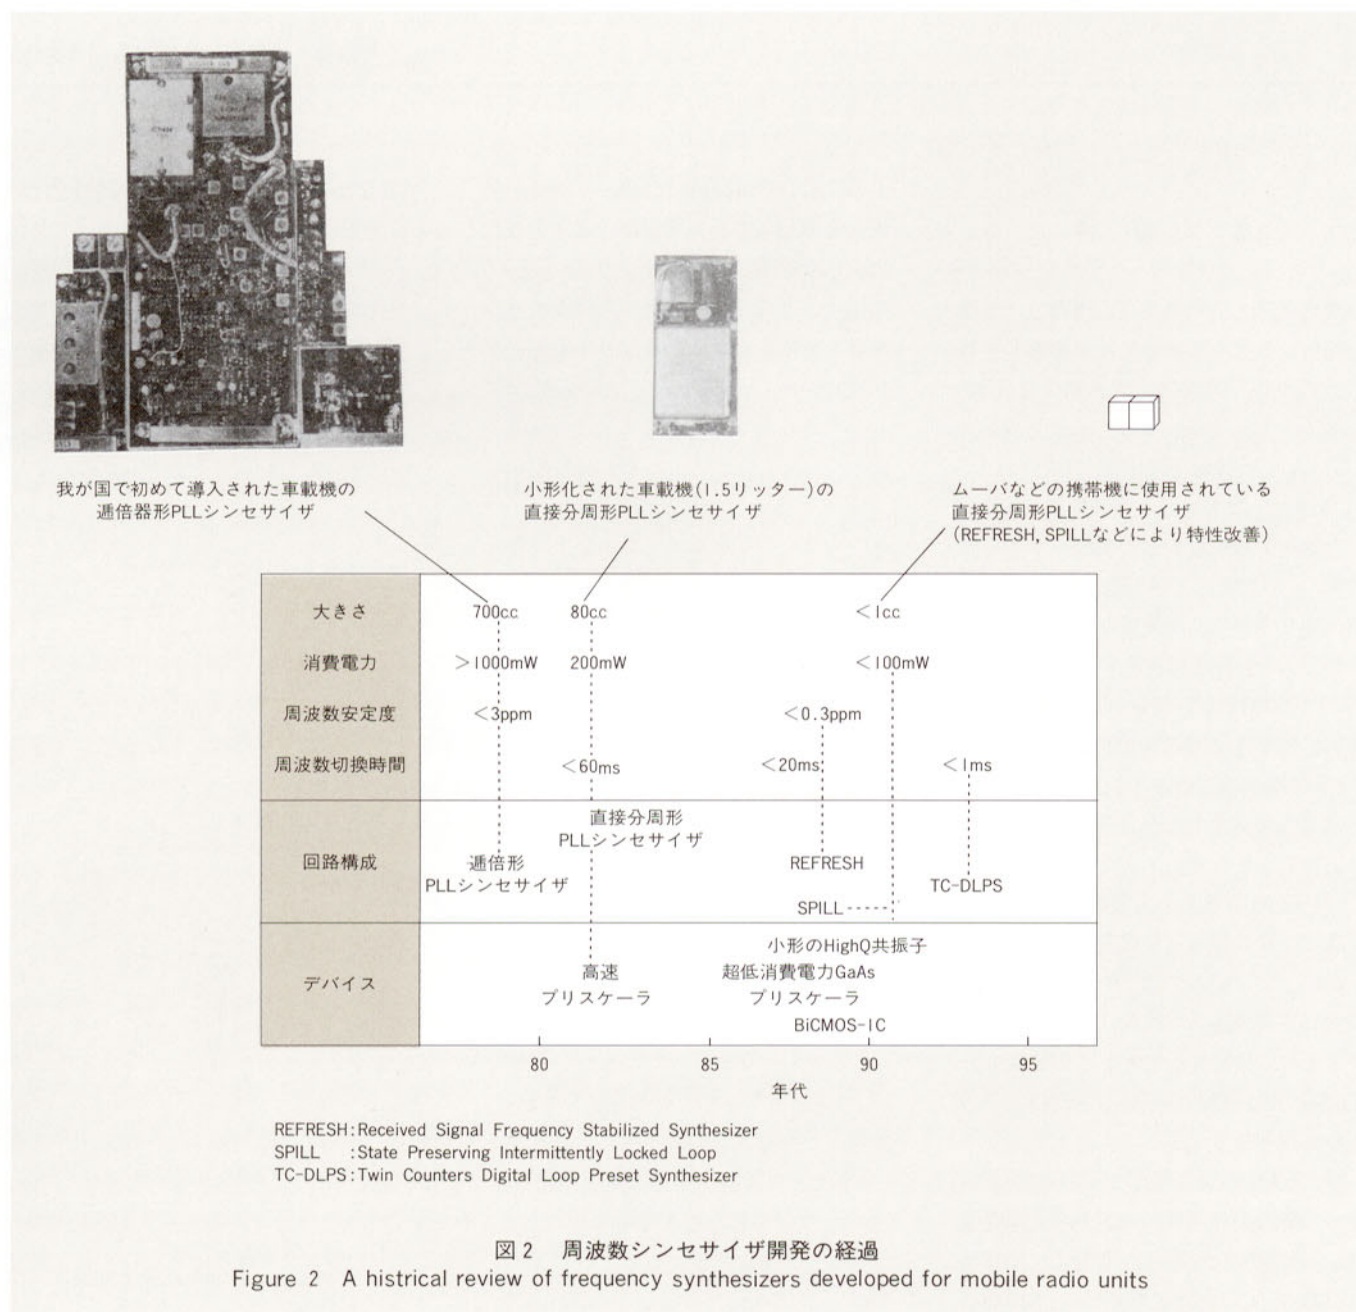 我が国で初めて導入された車載機の
逓倍器形PLLシンセサイザ
小形化された車載機(1.5リッター)の
直接分周形PLLシンセサイザ
ムーバなどの携帯機に使用されている
直接分周形PLLシンセサイザ
(REFRESH, SPILLなどにより特性改善)
大きさ 700cc 80cc <1cc
消費電力 >1000mW 200mW <100mW
周波数安定度 <3ppm <0.3ppm
周波数切換時間 <60ms <20ms <1ms
回路構成
直接分周形
PLLシンセサイザ
逓倍形
PLLシンセサイザ
REFRESH
TC-DLPS
SPILL
デバイス
小形のHighQ共振子
高速
プリスケーラ
超低消費電力GaAs
プリスケーラ
BiCMOS-IC
80 85 90 95
年代
REFRESH:Received Signal Frequency Stabilized Synthesizer
SPILL :State Preserving Intermittently Locked Loop
TC-DLPS:Twin Counters Digital Loop Preset Synthesizer
図2 周波数シンセサイザ開発の経過
Figure 2 A histrical review of frequency synthesizers developed for mobile radio units